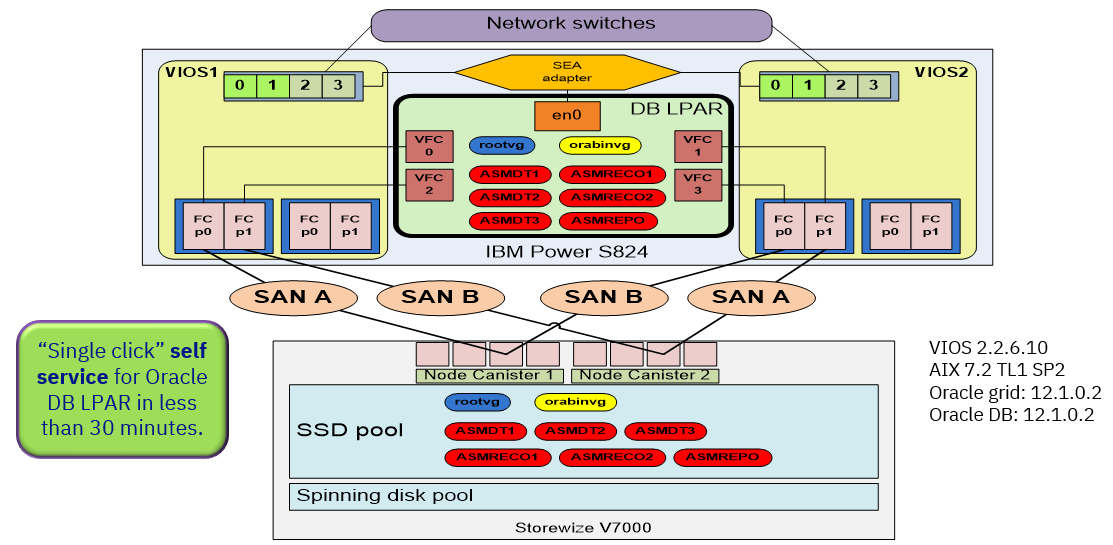 Network switches
VIOS1
0 1 2 3
SEA
adapter
VIOS2
0 1 2 3
en0
DB LPAR
VFC
0
rootvg
orabinvg
VFC
1
VFC
2
ASMDT1
ASMRECO1
VFC
3
ASMDT2
ASMRECO2
ASMDT3
ASMREPO
FC
p0
FC
p1
FC
p0
FC
p1
FC
p0
FC
p1
FC
p0
FC
p1
IBM Power S824
SAN A
SAN B
SAN B
SAN A
“Single click” self
service for Oracle
DB LPAR in less
than 30 minutes.
Node Canister 1
Node Canister 2
rootvg
orabinvg
SSD pool
ASMDT1
ASMDT2
ASMDT3
ASMRECO1
ASMRECO2
ASMREPO
Spinning disk pool
Storewize V7000
VIOS 2.2.6.10
AIX 7.2 TL1 SP2
Oracle grid: 12.1.0.2
Oracle DB: 12.1.0.2